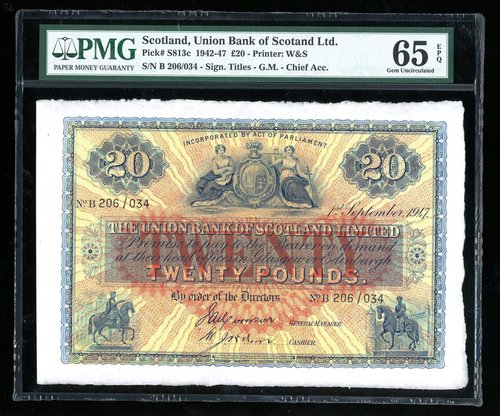 PMG
PAPER MONEY GUARANTY
Scotland, Union Bank of Scotand Ltd.
Pick# S813c 1942-47 £20 - Printer: W&S
S/N B 206/034 - Sign. Titles - G.M. - Chief Acc.
65 EPQ
Gem Uncirculated
INCORPORATED BY ACT OF PARLIAMENT
20 20
No B 206/034
1st September, 1947.
THE UNION BANK OF SCOTLAND LIMITED
Promise to pay to the Bearer on demand
at their head offices in Glasgow or Edinburgh
TWENTY POUNDS.
By order of the Directors
No B 206/034
GENERAL MANAGER
CASHIER